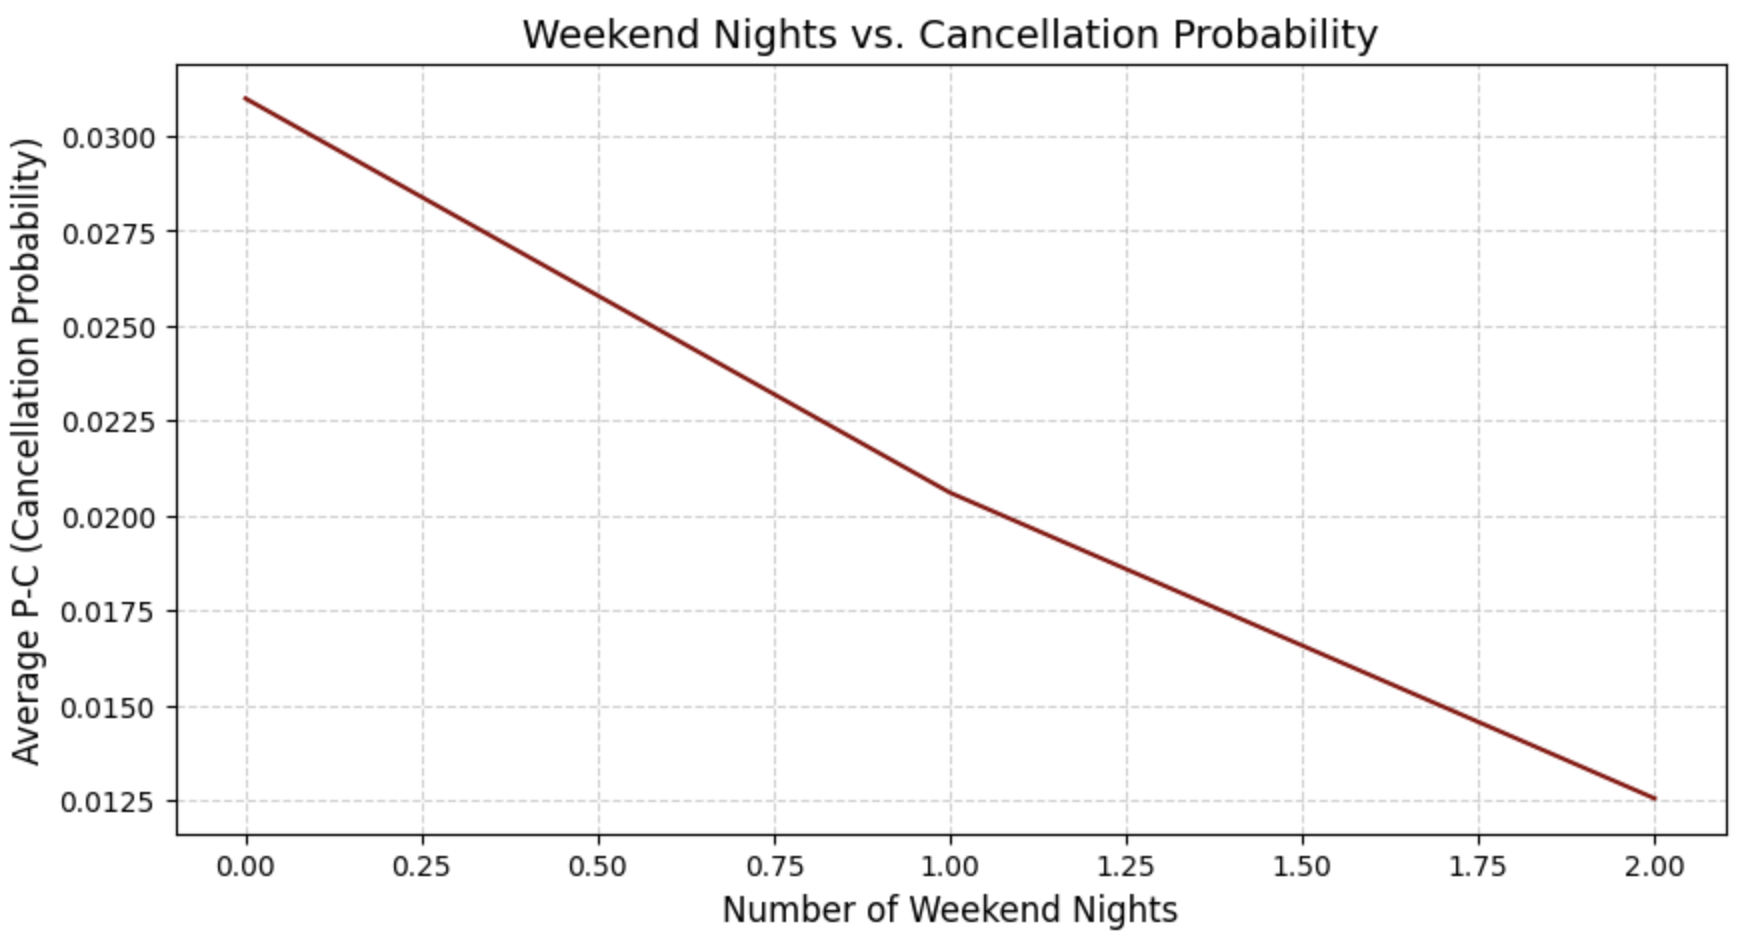 Weekend Nights vs. Cancellation Probability
Average P-C (Cancellation Probability)
0.0300
0.0275
0.0250
0.0225
0.0200
0.0175
0.0150
0.0125
0.00 0.25 0.50 0.75 1.00 1.25 1.50 1.75 2.00
Number of Weekend Nights